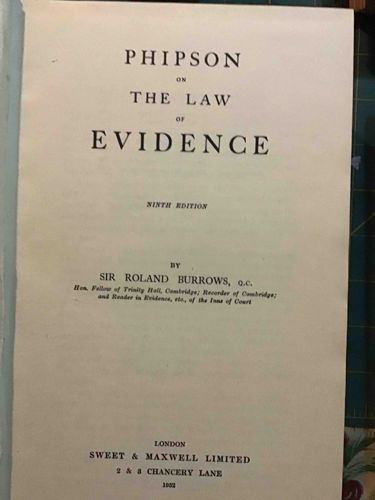 PHIPSON
ON
THE LAW
OF
EVIDENCE
NINTH EDITION
BY
SIR ROLAND BURROWS, Q.C.
Hon. Fellow of Trinity Hall, Cambridge; Recorder of Cambridge;
and Reader in Evidence, etc., of the Inns of Court
LONDON
SWEET & MAXWELL LIMITED
2 & 3 CHANCERY LANE
1952